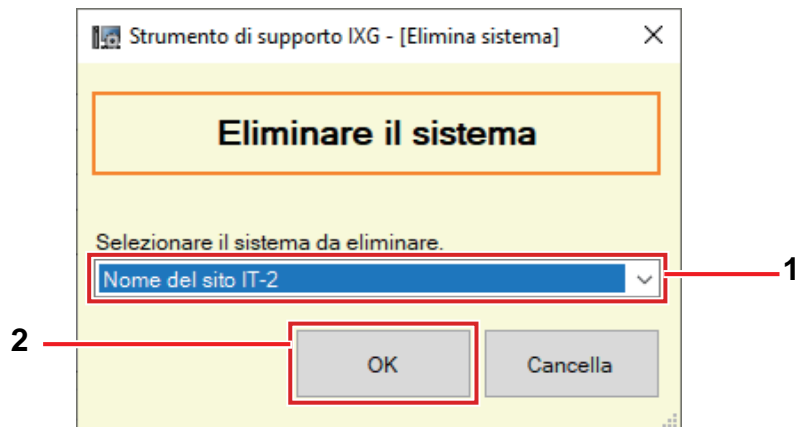 Strumento di supporto IXG - [Elimina sistema]
Eliminare il sistema
Selezionare il sistema da eliminare.
Nome del sito IT-2
1
2
OK
Cancella